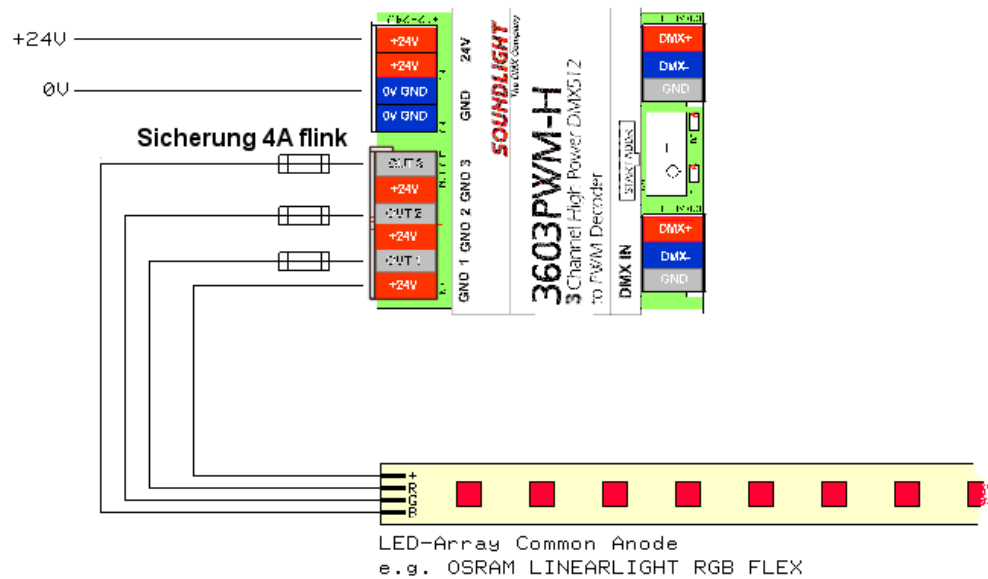 +24V
0V
Sicherung 4A flink
+24V
+24V
0V GND
0V GND
24V
GND
OUT 3
+24V
OUT 2
+24V
OUT 1
+24V
GND 3
GND 2
GND 1
SOUNDLIGHT
The DMX Company
3603PWM-H
3 Channel High Power DMX512
to PWM Decoder
START ADDR
DMX IN
DMX+
DMX-
GND
DMX+
DMX-
GND
+
R
G
B
LED-Array Common Anode
e.g. OSRAM LINEARLIGHT RGB FLEX